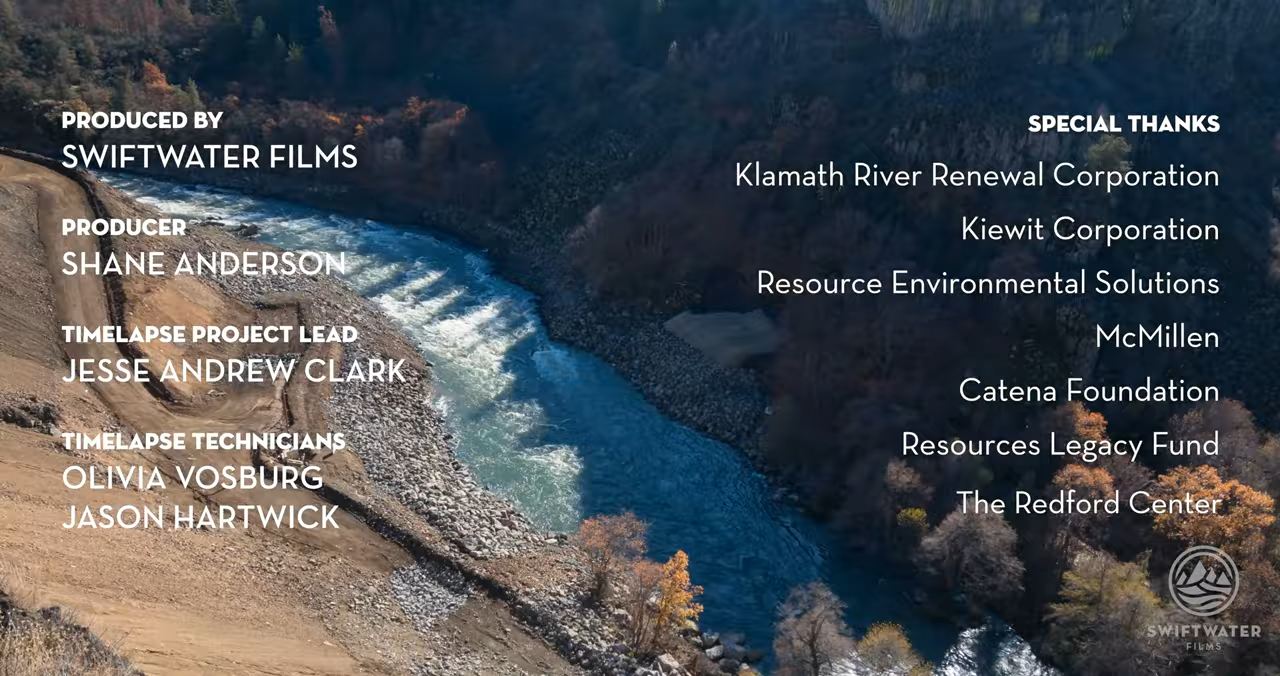 PRODUCED BY
SWIFTWATER FILMS
PRODUCER
SHANE ANDERSON
TIMELAPSE PROJECT LEAD
JESSE ANDREW CLARK
TIMELAPSE TECHNICIANS
OLIVIA VOSBURG
JASON HARTWICK
SPECIAL THANKS
Klamath River Renewal Corporation
Kiewit Corporation
Resource Environmental Solutions
McMillen
Catena Foundation
Resources Legacy Fund
The Redford Center
SWIFTWATER
FILMS